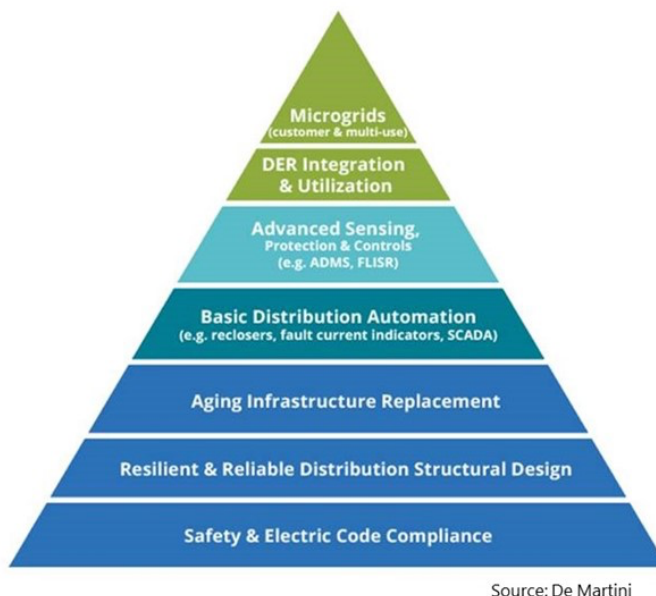 Microgrids
(customer & multi-use)
DER Integration
& Utilization
Advanced Sensing,
Protection & Controls
(e.g. ADMS, FLISR)
Basic Distribution Automation
(e.g. reclosers, fault current indicators, SCADA)
Aging Infrastructure Replacement
Resilient & Reliable Distribution Structural Design
Safety & Electric Code Compliance
Source: De Martini